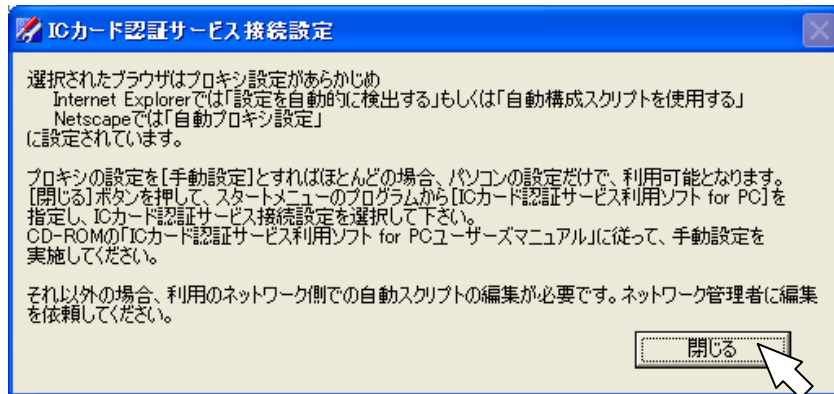 ICカード認証サービス接続設定
選択されたブラウザはプロキシ設定があらかじめ
Internet Explorerでは「設定を自動的に検出する」もしくは「自動構成スクリプトを使用する」
Netscapeでは「自動プロキシ設定」
に設定されています。
プロキシの設定を[手動設定]とすればほとんどの場合、パソコンの設定だけで、利用可能となります。
[閉じる]ボタンを押して、スタートメニューのプログラムから[ICカード認証サービス利用ソフト for PC]を
指定し、ICカード認証サービス接続設定を選択して下さい。
CD-ROMの「ICカード認証サービス利用ソフト for PCユーザーズマニュアル」に従って、手動設定を
実施してください。
それ以外の場合、利用のネットワーク側での自動スクリプトの編集が必要です。ネットワーク管理者に編集
を依頼してください。
閉じる